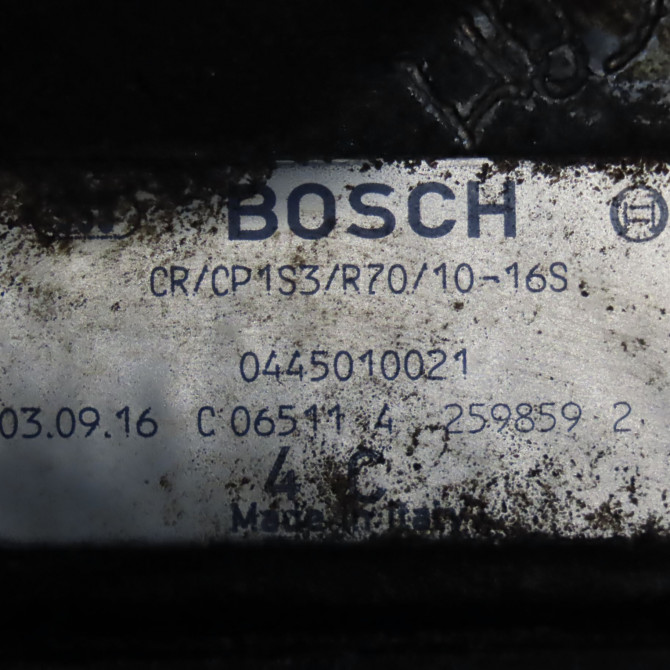 BOSCH
CR/CP1S3/R70/10-16S
0445010021
03.09.16 C 06511 4 259859 2
4 C
Made in Italy